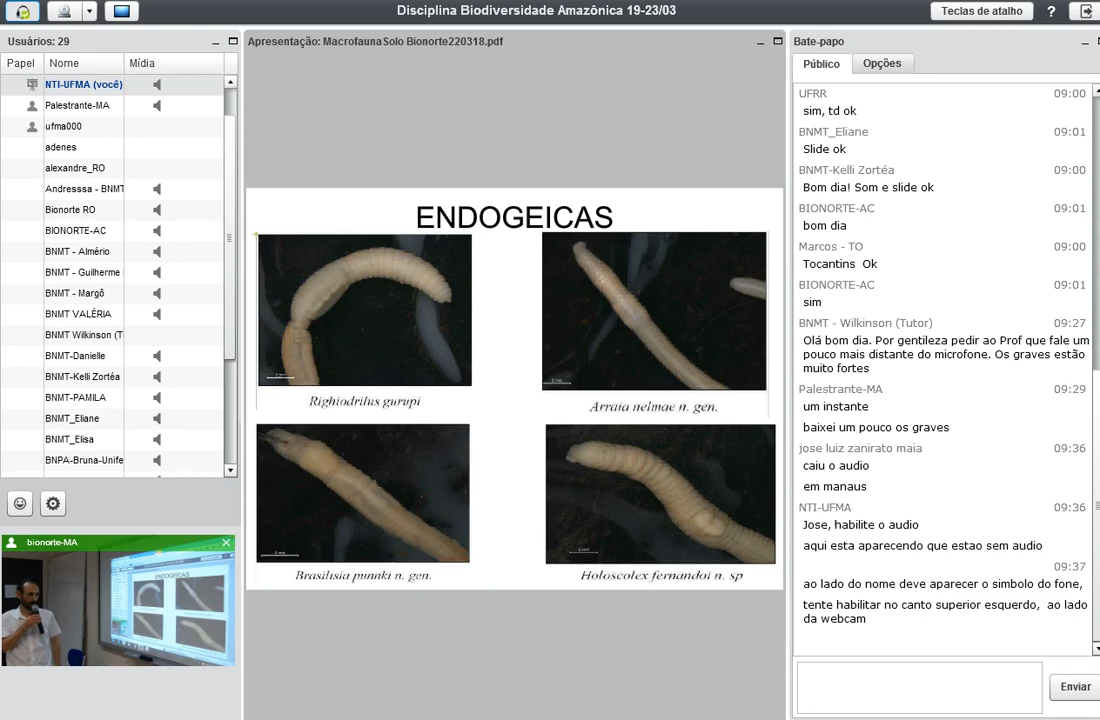 Disciplina Biodiversidade Amazônica 19-23/03
Teclas de atalho
?
Usuários: 29
Papel Nome Mídia
NTI-UFMA (você)
Palestrante-MA
ufma000
adenes
alexandre_RO
Andresssa - BNMT
Bionorte RO
BIONORTE-AC
BNMT - Almério
BNMT - Guilherme
BNMT - Margô
BNMT VALÉRIA
BNMT Wilkinson (T
BNMT-Danielle
BNMT-Kelli Zortéa
BNMT-PAMILA
BNMT_Eliane
BNMT_Elisa
BNPA-Bruna-Unife
bionorte-MA
ENDOGEICAS
Apresentação: MacrofaunaSolo Bionorte220318.pdf
ENDOGEICAS
Righiodrilus gurupi
Arraia nelmae n. gen.
Brasilisia punnki n. gen.
Holoscolex fernandoi n. sp
Bate-papo
Público Opções
UFRR 09:00
sim, td ok
BNMT_Eliane 09:01
Slide ok
BNMT-Kelli Zortéa 09:00
Bom dia! Som e slide ok
BIONORTE-AC 09:01
bom dia
Marcos - TO 09:00
Tocantins Ok
BIONORTE-AC 09:01
sim
BNMT - Wilkinson (Tutor) 09:27
Olá bom dia. Por gentileza pedir ao Prof que fale um
pouco mais distante do microfone. Os graves estão
muito fortes
Palestrante-MA 09:29
um instante
baixei um pouco os graves
jose luiz zanirato maia 09:36
caiu o audio
em manaus
NTI-UFMA 09:36
Jose, habilite o audio
aqui esta aparecendo que estao sem audio
09:37
ao lado do nome deve aparecer o simbolo do fone,
tente habilitar no canto superior esquerdo, ao lado
da webcam
Enviar